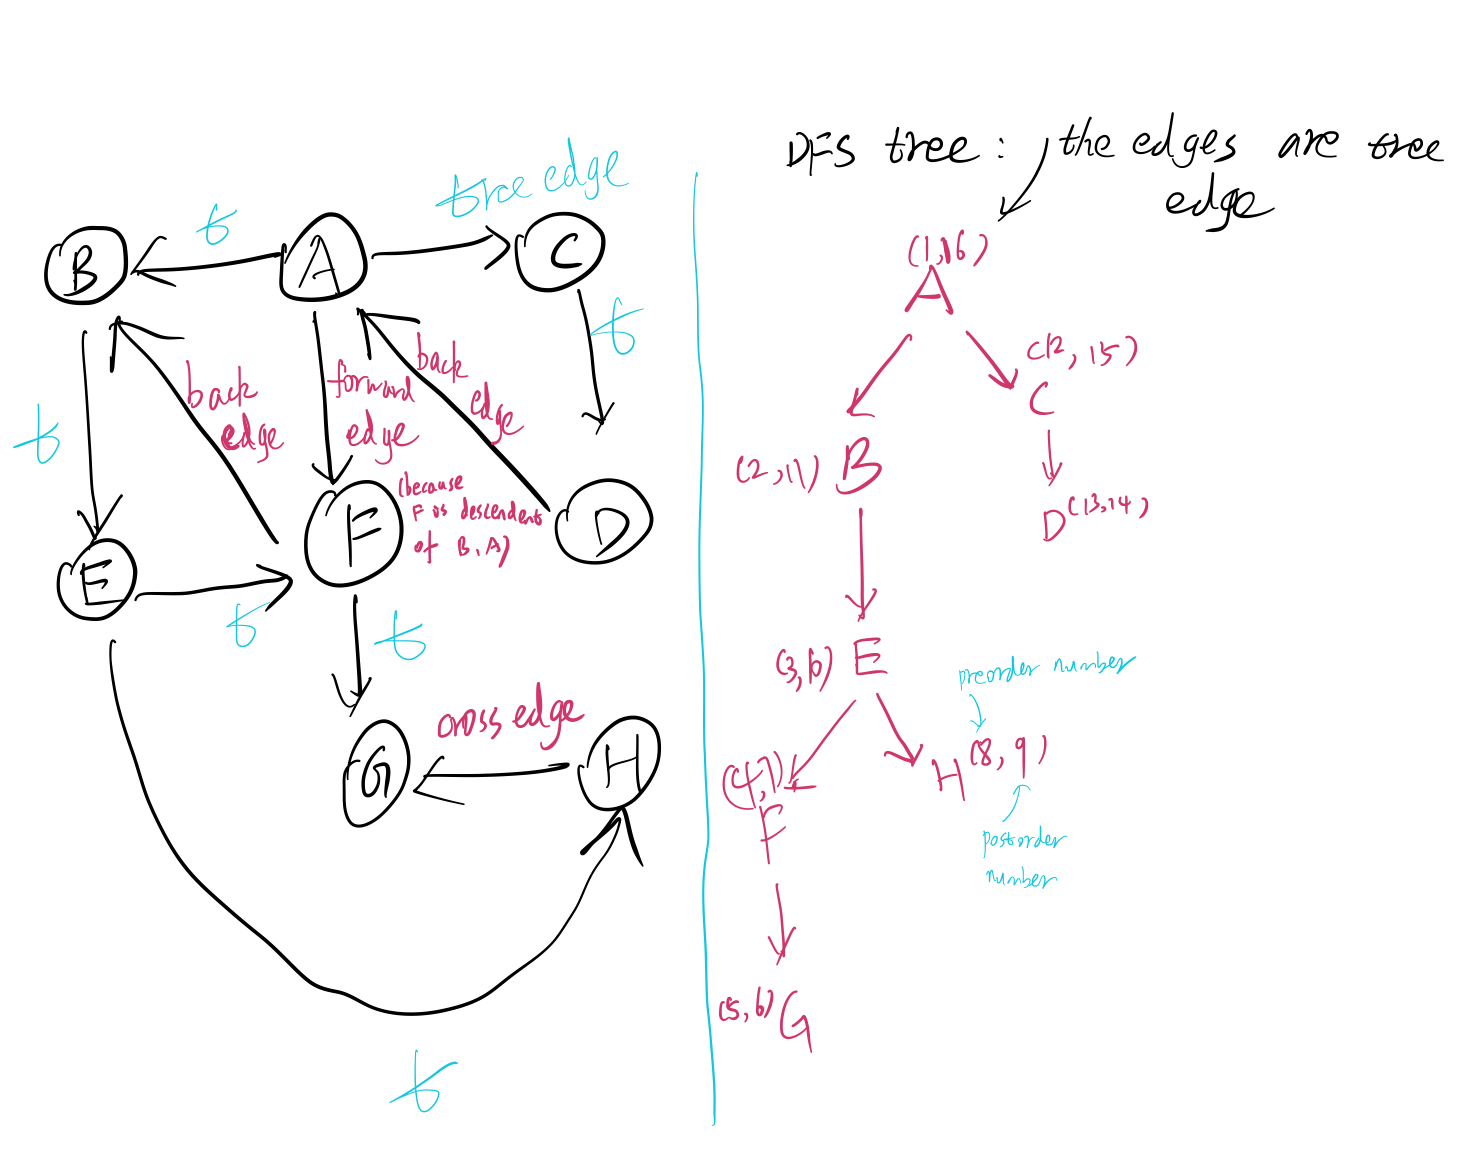 DFS tree : the edges are tree
edge
tree edge
t
B
A
C
t
back
edge
forward
edge
back
edge
t
(because
F is descendent
of B, A)
E
F
D
t
t
cross edge
G
H
t
(1,16)
A
(12, 15)
C
(2,11) B
D (13,14)
(3,10) E
preorder number
(4,7)
F
H (8, 9)
postorder
number
(5,6) G